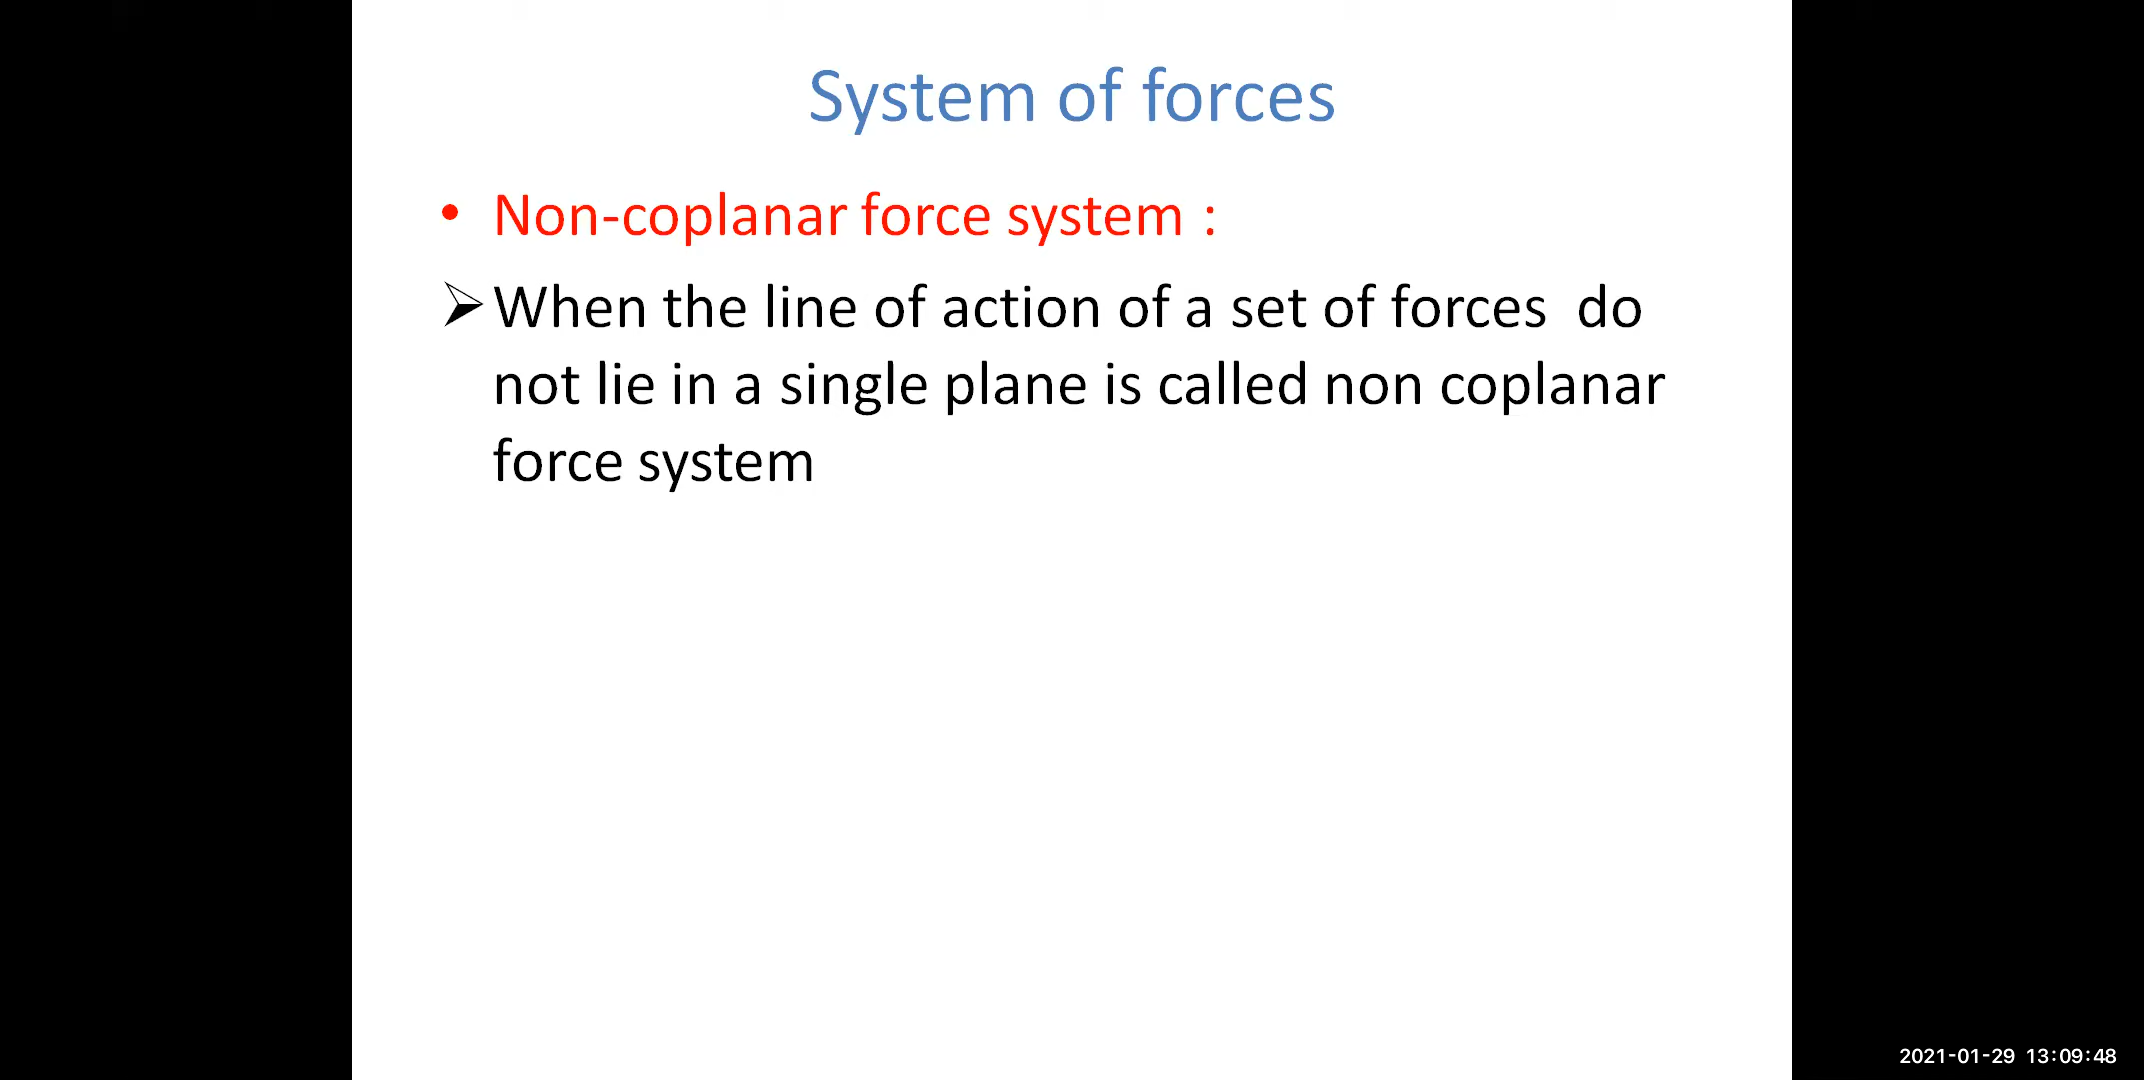 System of forces
• Non-coplanar force system :
➢When the line of action of a set of forces  do
not lie in a single plane is called non coplanar
force system
2021-01-29 13:09:48